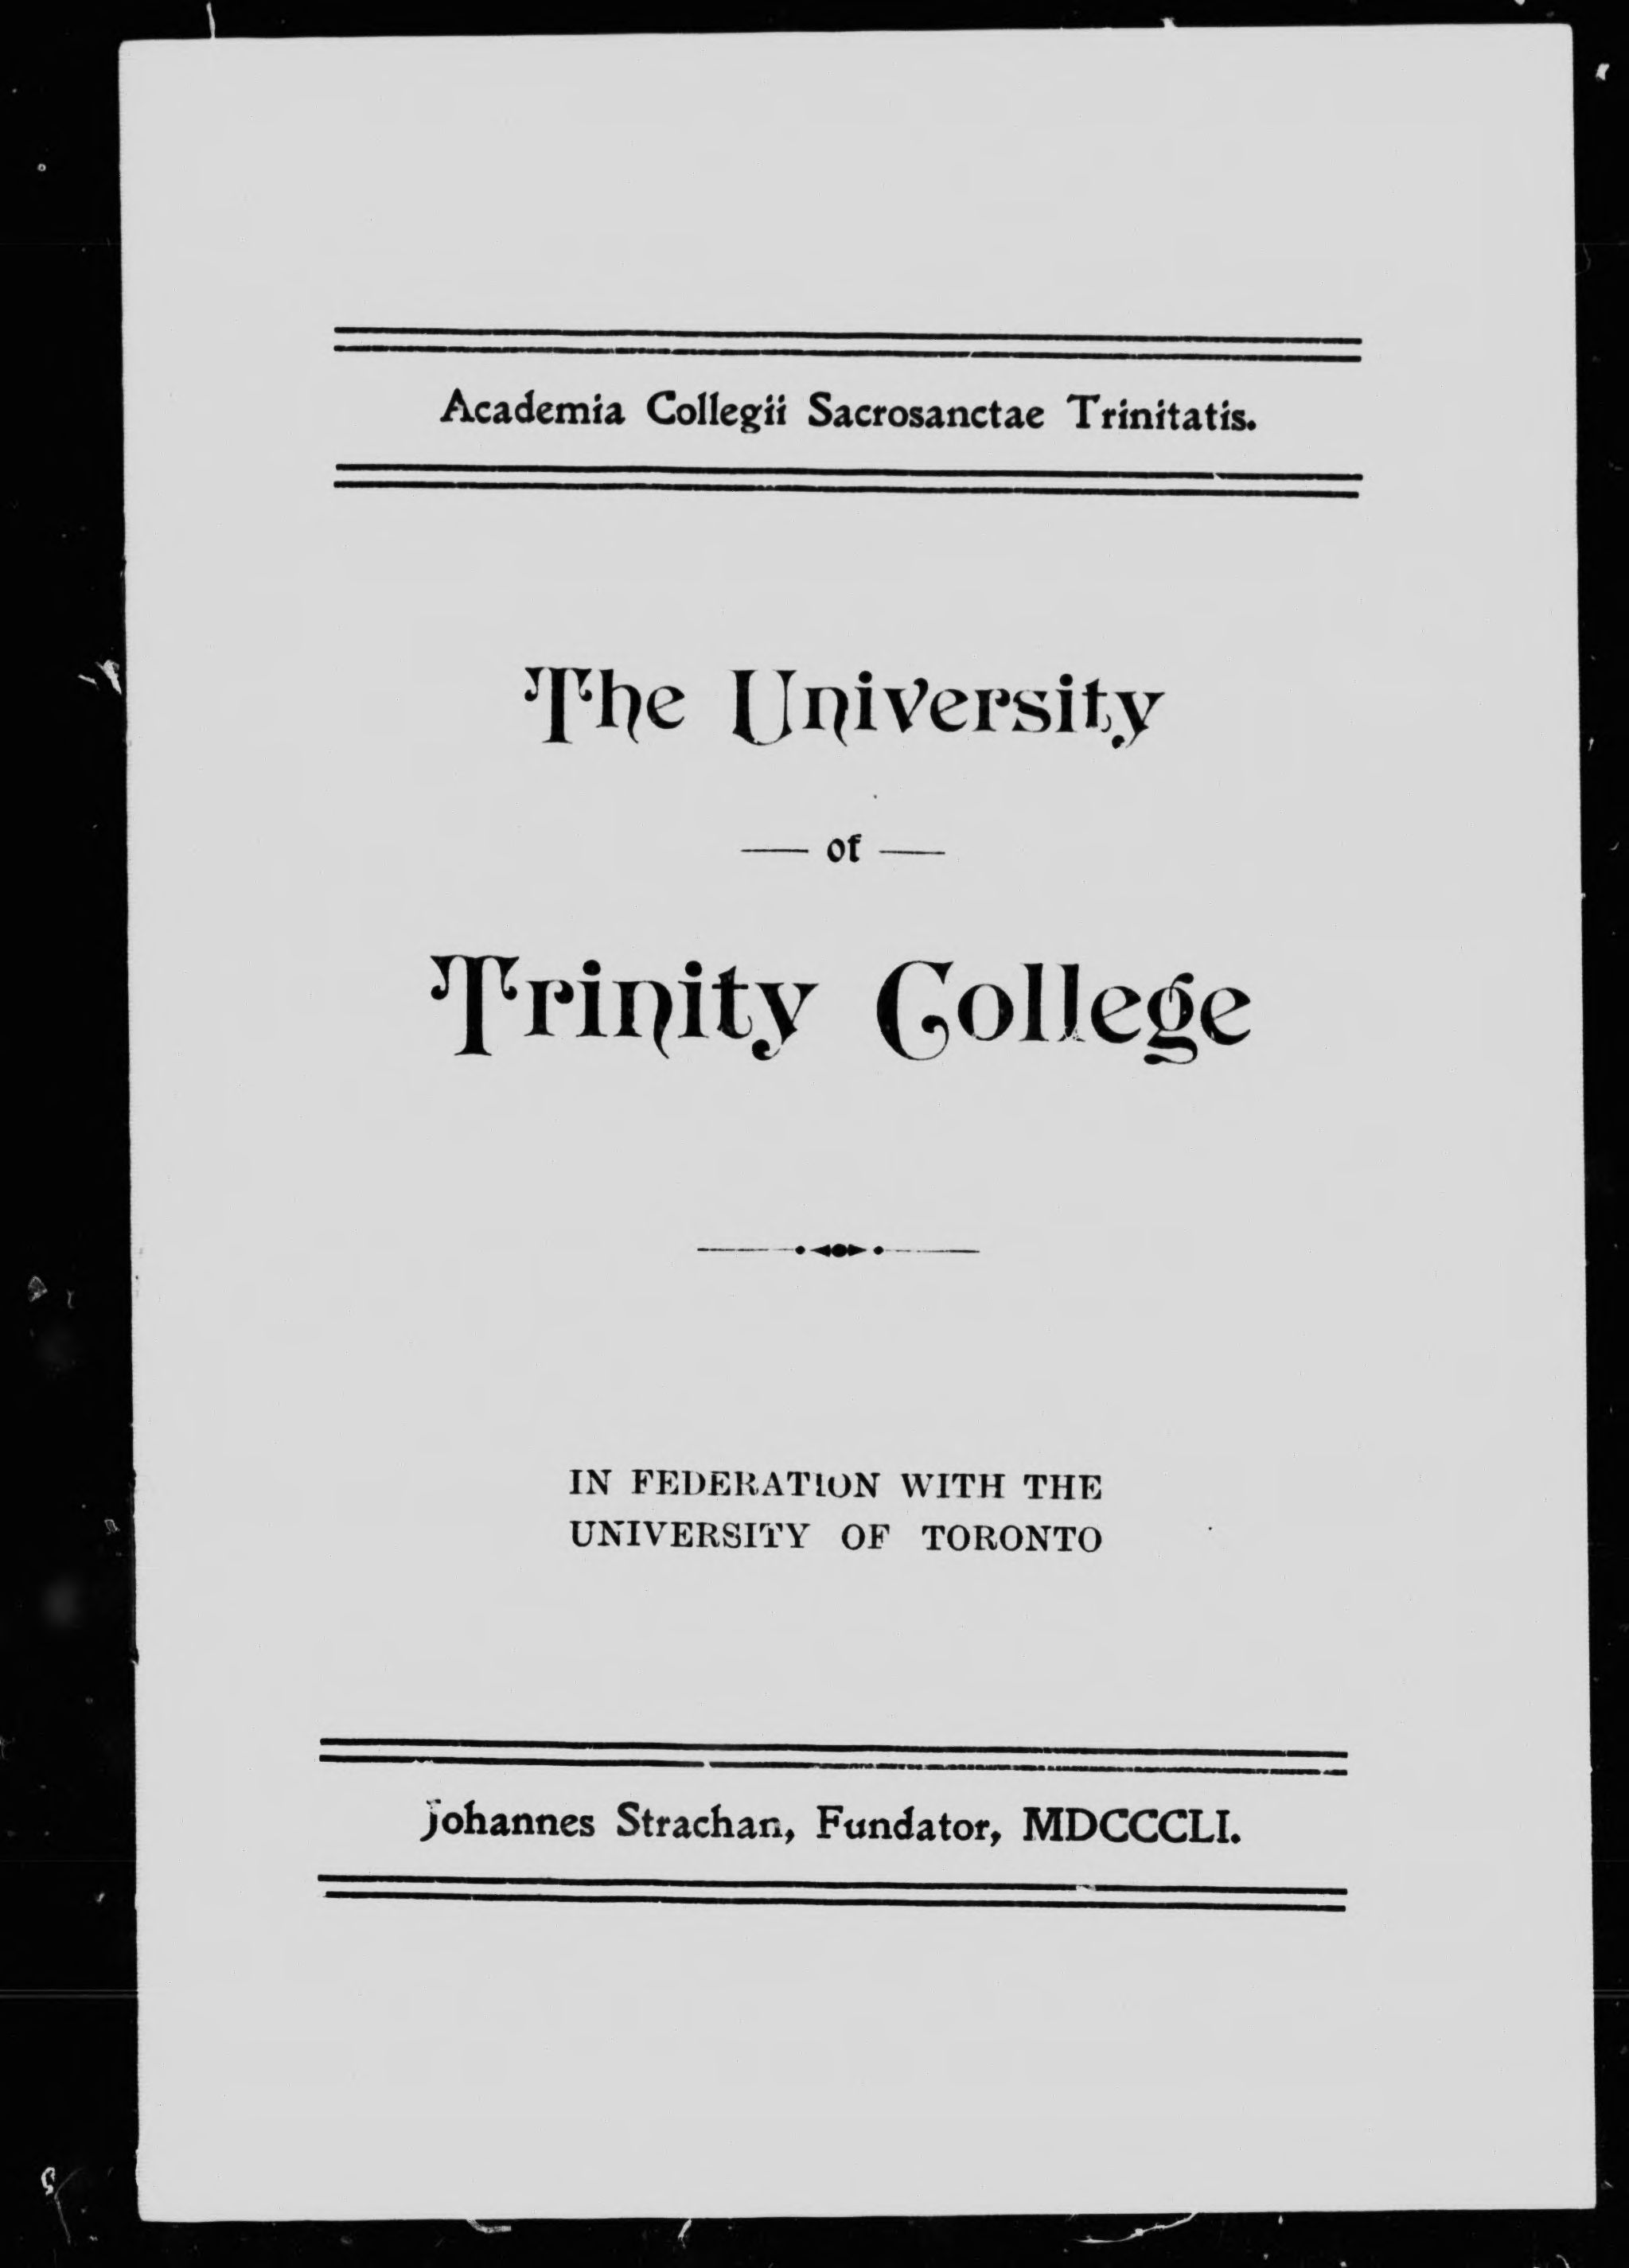 Academia Collegii Sacrosanctae Trinitatis.
The University
— of —
Trinity College
IN FEDERATION WITH THE
UNIVERSITY OF TORONTO
Johannes Strachan, Fundator, MDCCCLI.